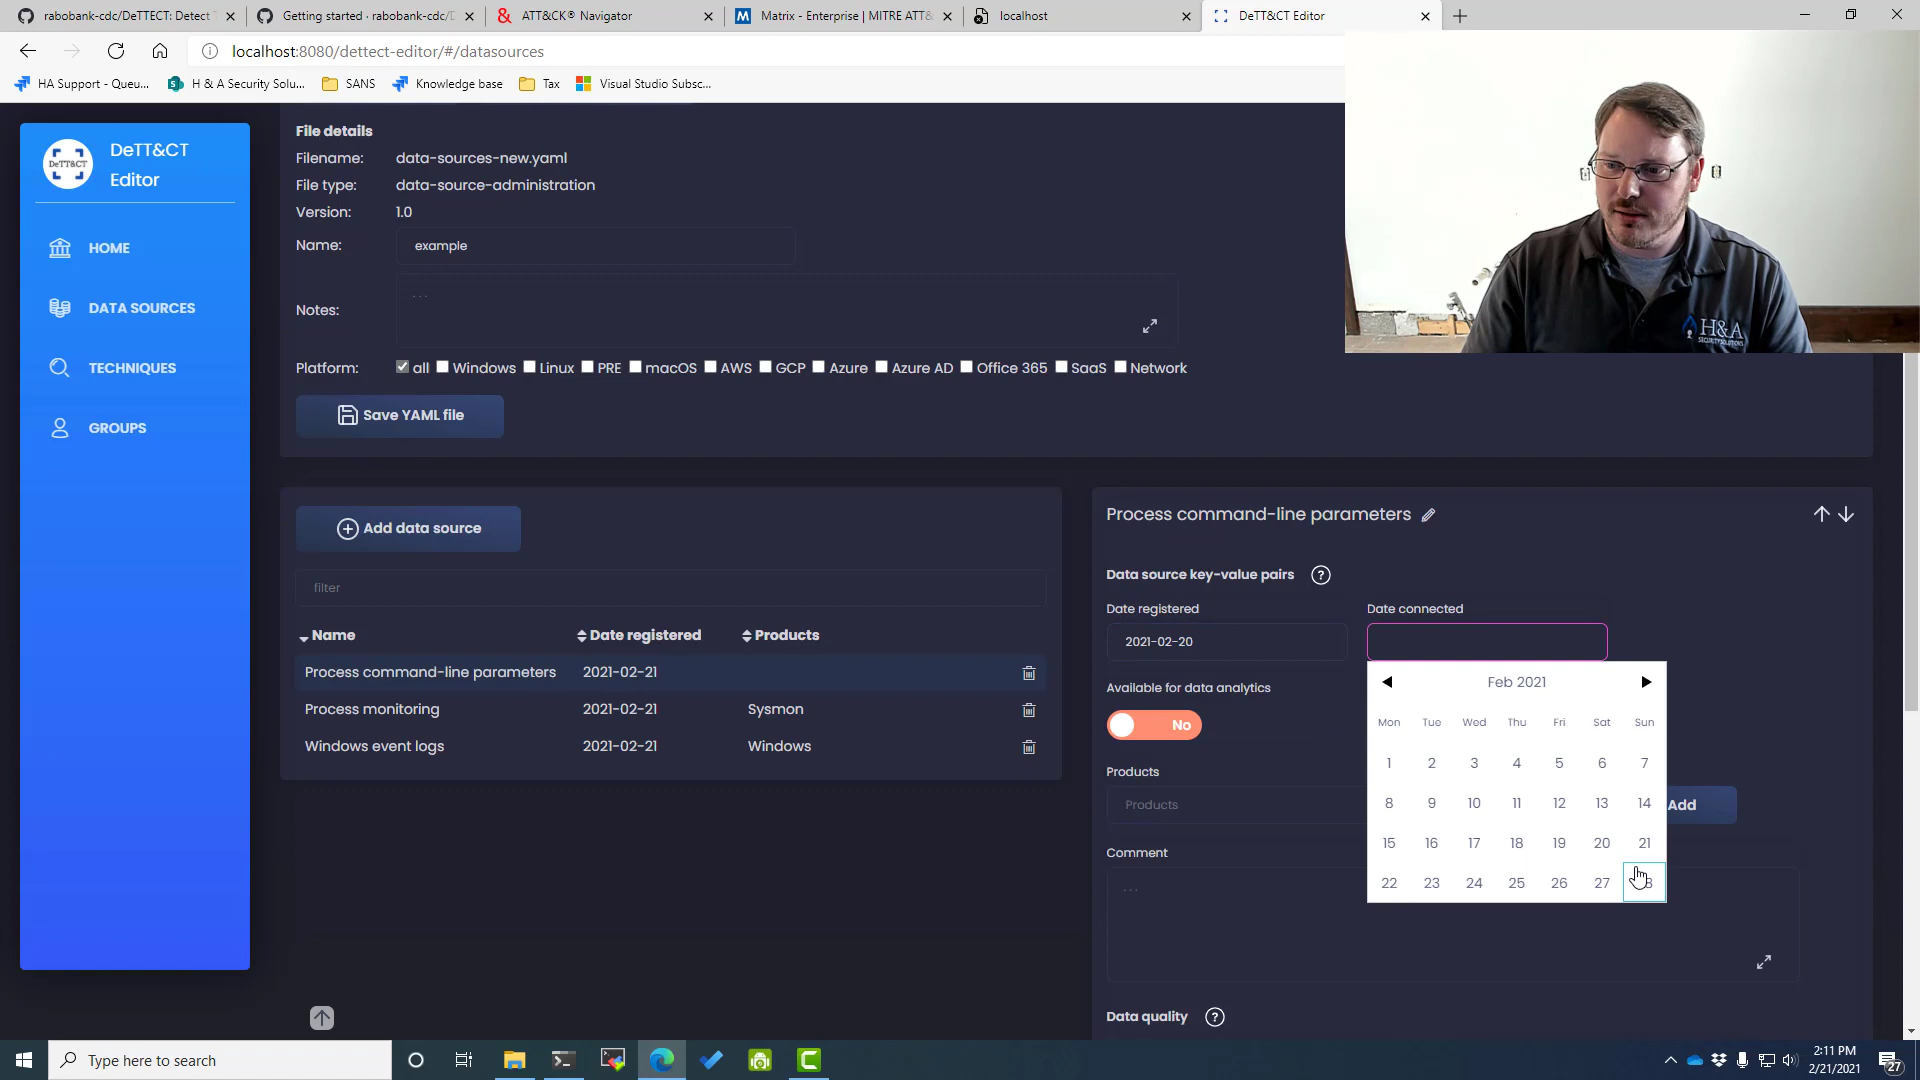 rabobank-cdc/DeTTECT: Detect T
Getting started · rabobank-cdc/D
ATT&CK® Navigator
Matrix - Enterprise | MITRE ATT&
localhost
DeTT&CT Editor
localhost:8080/dettect-editor/#/datasources
HA Support - Queu...
H & A Security Solu...
SANS
Knowledge base
Tax
Visual Studio Subsc...
DeTT&CT
DeTT&CT
Editor
HOME
DATA SOURCES
TECHNIQUES
GROUPS
File details
Filename: data-sources-new.yaml
File type: data-source-administration
Version: 1.0
Name: example
Notes: ...
Platform: all Windows Linux PRE macOS AWS GCP Azure Azure AD Office 365 SaaS Network
Save YAML file
H&A
SECURITY SOLUTIONS
Add data source
filter
Name Date registered Products
Process command-line parameters 2021-02-21
Process monitoring 2021-02-21 Sysmon
Windows event logs 2021-02-21 Windows
Process command-line parameters
Data source key-value pairs ?
Date registered Date connected
2021-02-20
Available for data analytics
No
Products
Products
Add
Comment
...
Data quality ?
Feb 2021
Mon Tue Wed Thu Fri Sat Sun
1 2 3 4 5 6 7
8 9 10 11 12 13 14
15 16 17 18 19 20 21
22 23 24 25 26 27
Type here to search
2:11 PM
2/21/2021
27